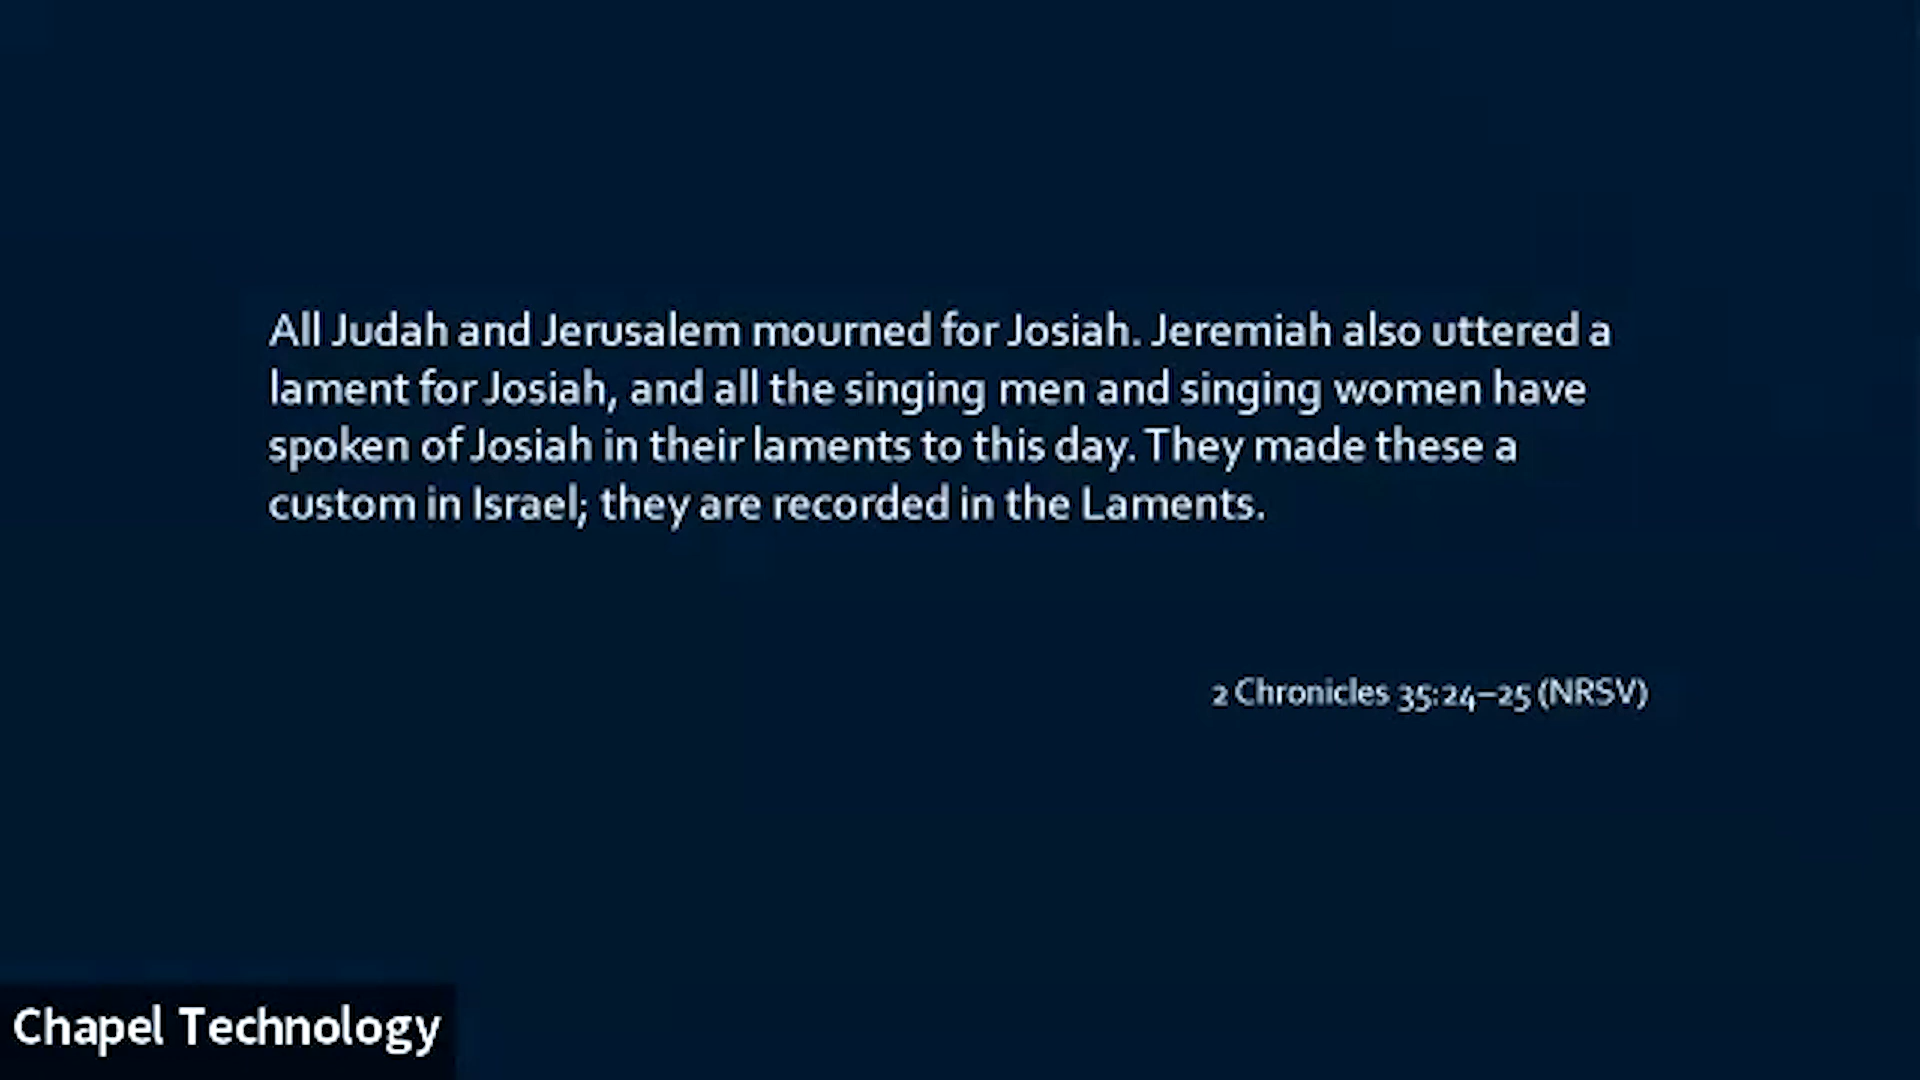 All Judah and Jerusalem mourned for Josiah. Jeremiah also uttered a
lament for Josiah, and all the singing men and singing women have
spoken of Josiah in their laments to this day. They made these a
custom in Israel; they are recorded in the Laments.
2 Chronicles 35:24–25 (NRSV)
Chapel Technology